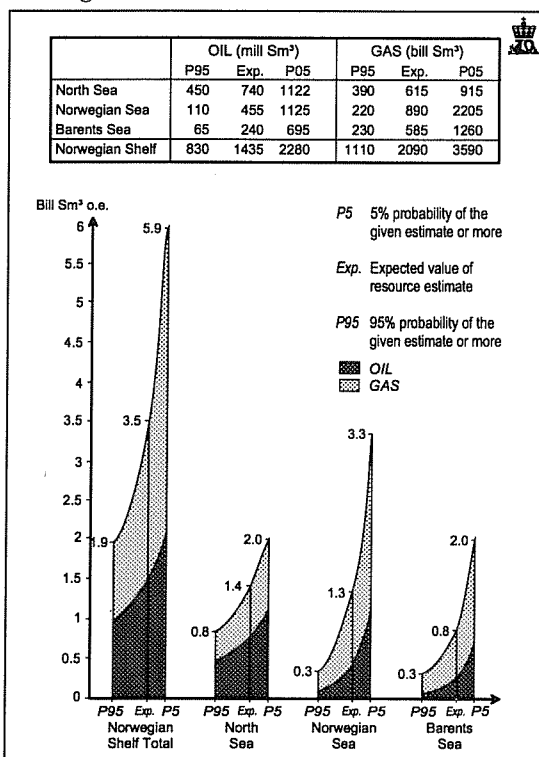 OIL (mill Sm³) GAS (bill Sm³)
P95 Exp. P05 P95 Exp. P05
North Sea 450 740 1122 390 615 915
Norwegian Sea 110 455 1125 220 890 2205
Barents Sea 65 240 695 230 585 1260
Norwegian Shelf 830 1435 2280 1110 2090 3590
Bill Sm³ o.e.
P5 5% probability of the
given estimate or more
Exp. Expected value of
resource estimate
P95 95% probability of the
given estimate or more
OIL
GAS
6
5.5
5
4.5
4
3.5
3
2.5
2
1.5
1
0.5
0
1.9 3.5 5.9
0.8 1.4 2.0
0.3 1.3 3.3
0.3 0.8 2.0
P95 Exp. P5 P95 Exp. P5 P95 Exp. P5 P95 Exp. P5
Norwegian North Norwegian Barents
Shelf Total Sea Sea Sea